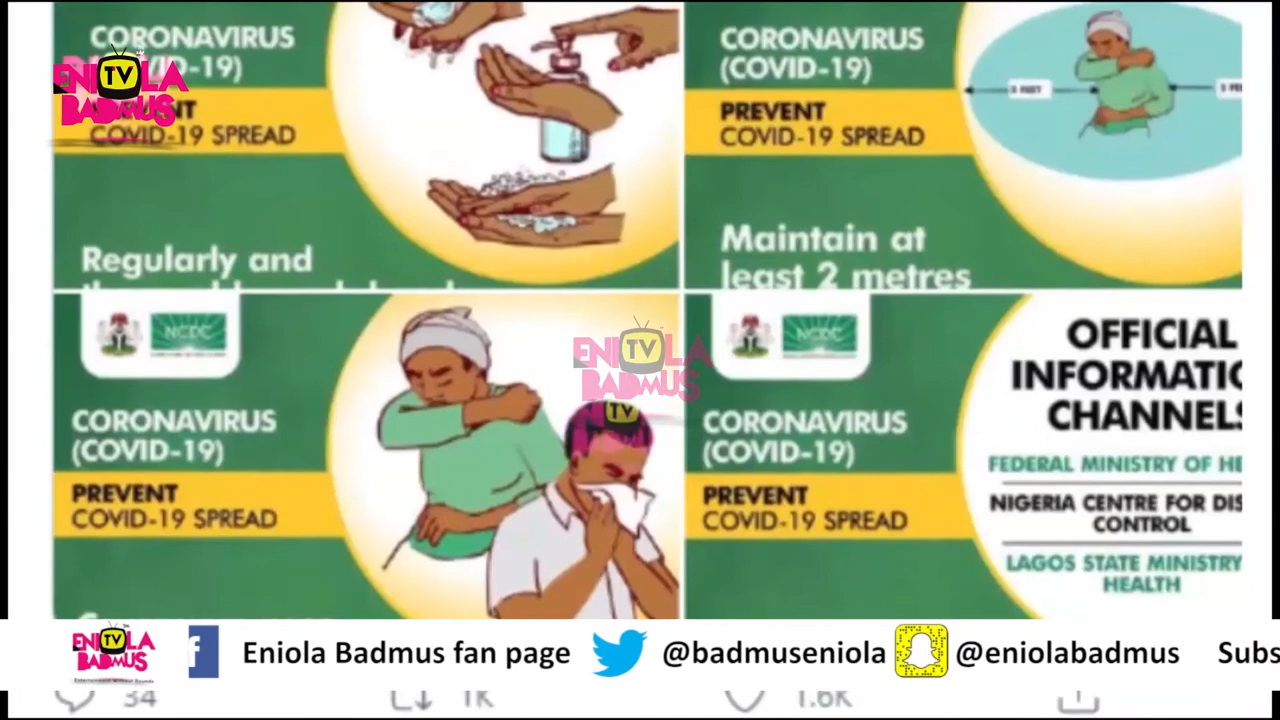 CORONAVIRUS
(COVID-19)
PREVENT
COVID-19 SPREAD
Regularly and
ENIOLA
TV
BADMUS
CORONAVIRUS
(COVID-19)
PREVENT
COVID-19 SPREAD
Maintain at
least 2 metres
NCDC
CORONAVIRUS
(COVID-19)
PREVENT
COVID-19 SPREAD
ENIOLA
TV
BADMUS
TV
NCDC
CORONAVIRUS
(COVID-19)
PREVENT
COVID-19 SPREAD
OFFICIAL
INFORMATIC
CHANNELS
FEDERAL MINISTRY OF HE
NIGERIA CENTRE FOR DIS
CONTROL
LAGOS STATE MINISTRY
HEALTH
ENIOLA
TV
BADMUS
f Eniola Badmus fan page @badmuseniola @eniolabadmus Subs
34 1K 1.6K